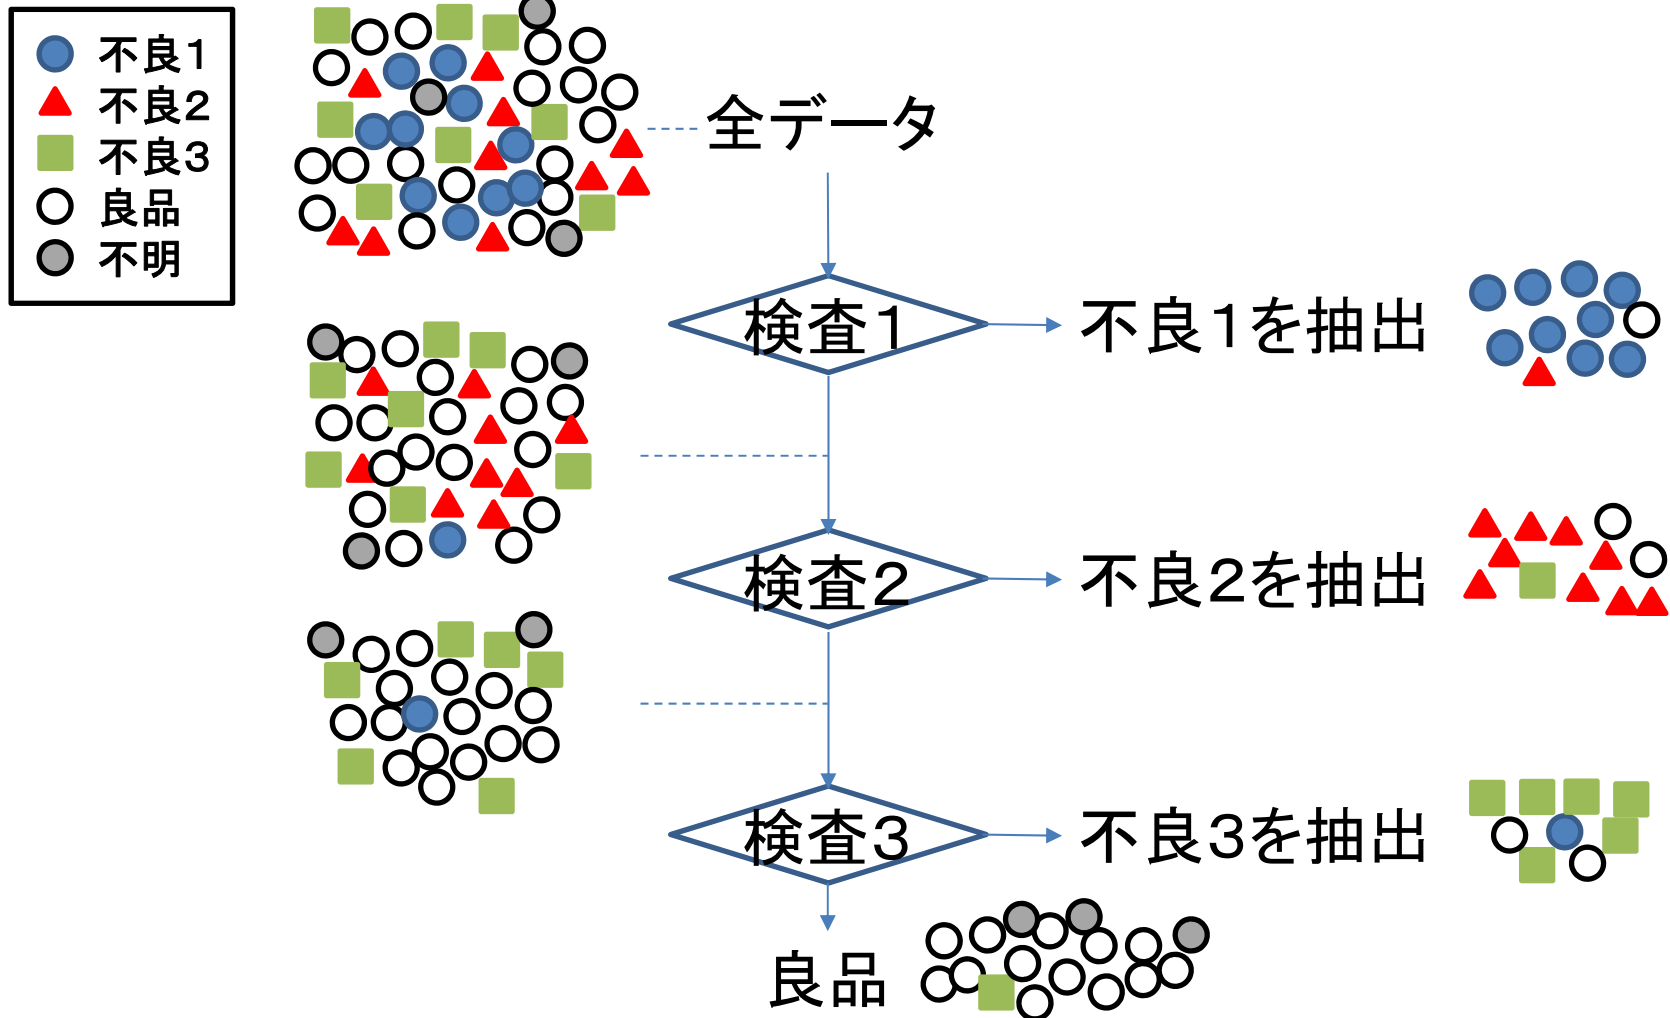 不良1
不良2
不良3
良品
不明
全データ
検査1
不良1を抽出
検査2
不良2を抽出
検査3
不良3を抽出
良品